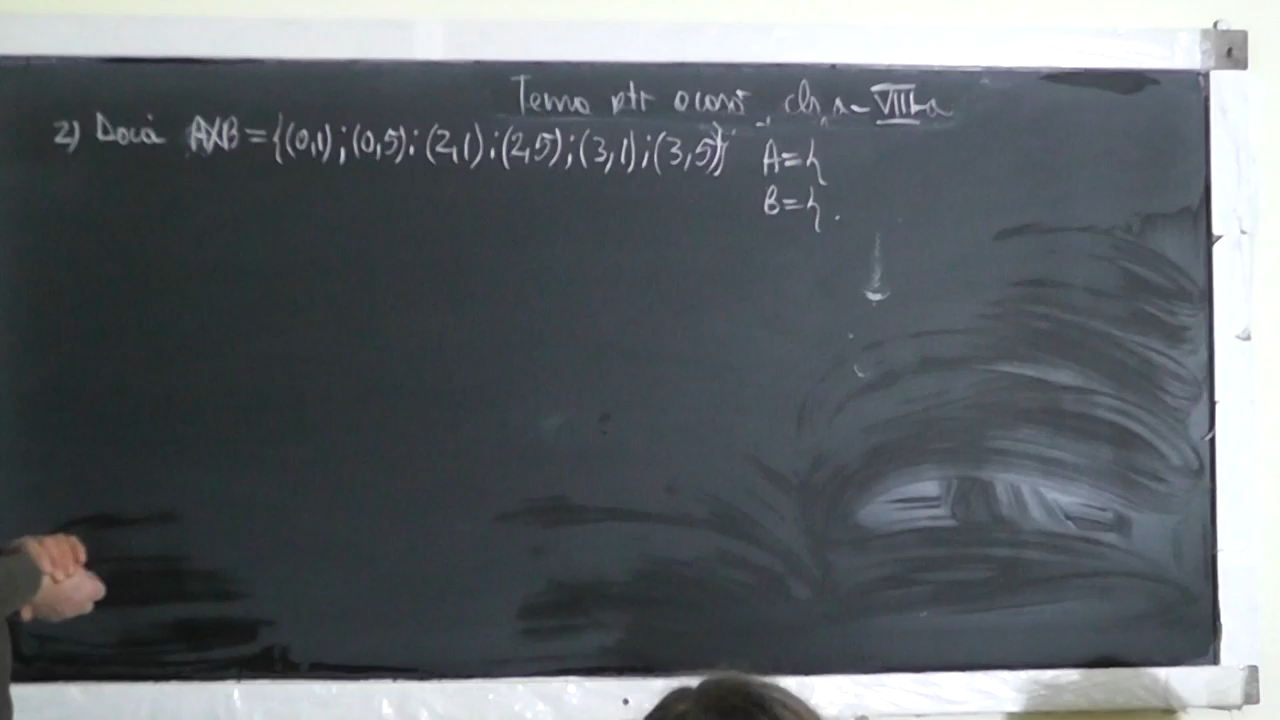 Tema ptr acasă cls a-VIII-a
2) Dacă AXB={(0,1);(0,5);(2,1);(2,5);(3,1);(3,5)}
A={
B={.